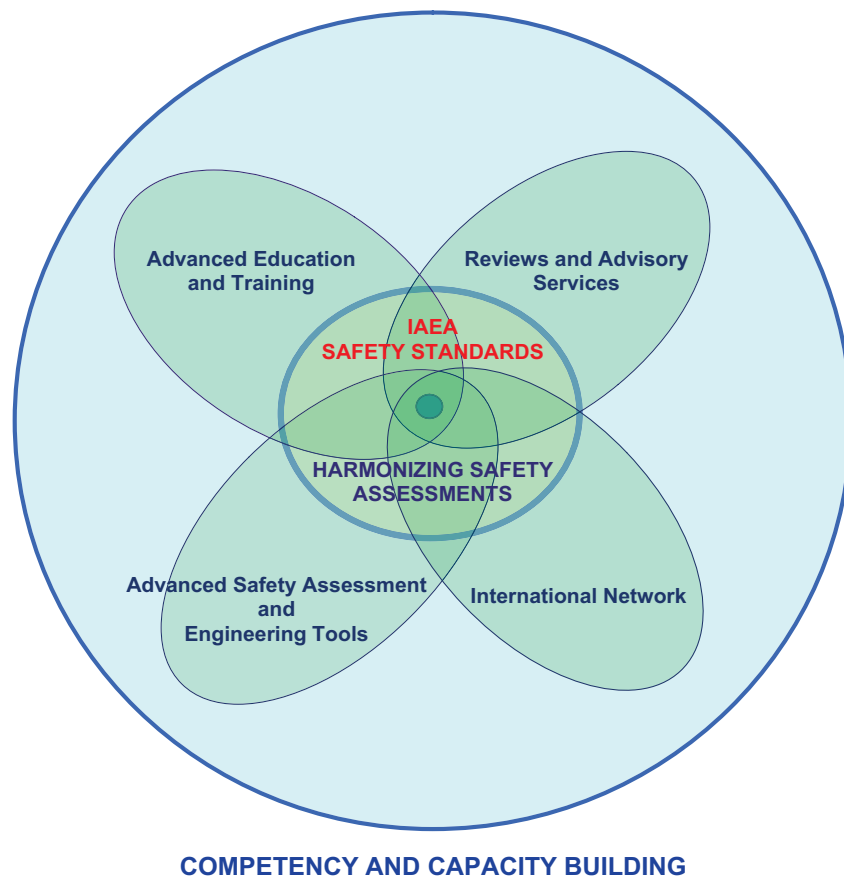 Advanced Education
and Training
Reviews and Advisory
Services
IAEA
SAFETY STANDARDS
HARMONIZING SAFETY
ASSESSMENTS
Advanced Safety Assessment
and
Engineering Tools
International Network
COMPETENCY AND CAPACITY BUILDING